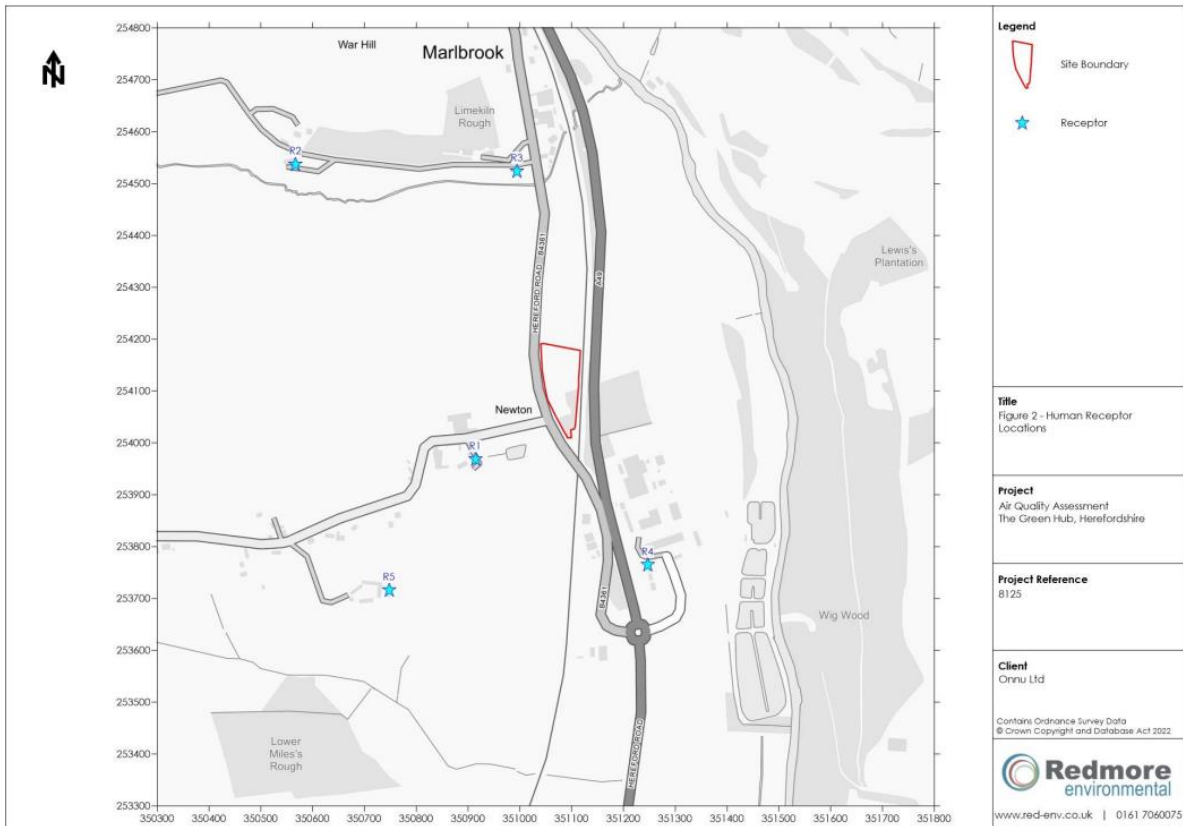 254800
254700
254600
254500
254400
254300
254200
254100
254000
253900
253800
253700
253600
253500
253400
253300
350300 350400 350500 350600 350700 350800 350900 351000 351100 351200 351300 351400 351500 351600 351700 351800
N
War Hill
Marlbrook
Limekiln
Rough
R2
R3
HEREFORD ROAD B4361
A49
Lewis's
Plantation
Newton
R1
R4
R5
B4361
Wig Wood
HEREFORD ROAD
Lower
Miles's
Rough
Legend
Site Boundary
Receptor
Title
Figure 2 - Human Receptor
Locations
Project
Air Quality Assessment
The Green Hub, Herefordshire
Project Reference
8125
Client
Onnu Ltd
Contains Ordnance Survey Data
© Crown Copyright and Database Act 2022
Redmore
environmental
www.red-env.co.uk | 0161 7060075